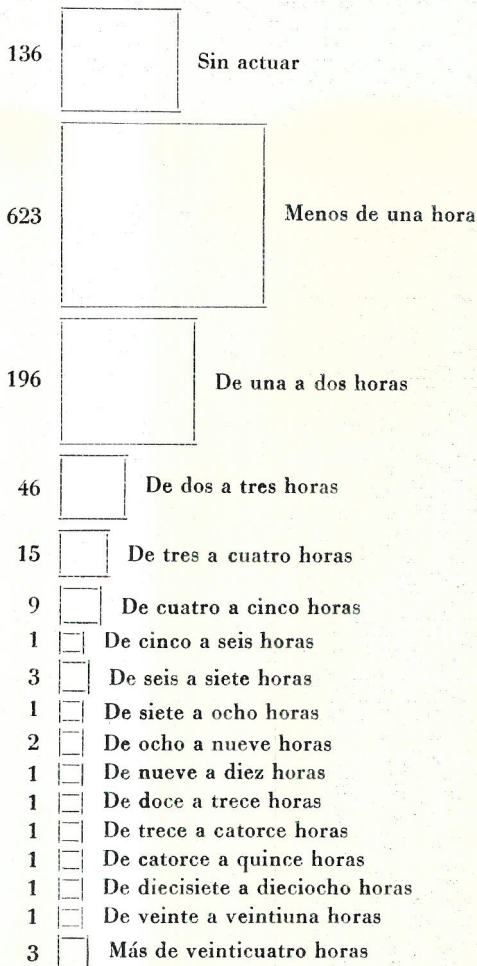 136 Sin actuar
623 Menos de una hora
196 De una a dos horas
46 De dos a tres horas
15 De tres a cuatro horas
9 De cuatro a cinco horas
1 De cinco a seis horas
3 De seis a siete horas
1 De siete a ocho horas
2 De ocho a nueve horas
1 De nueve a diez horas
1 De doce a trece horas
1 De trece a catorce horas
1 De catorce a quince horas
1 De diecisiete a dieciocho horas
1 De veinte a veintiuna horas
3 Más de veinticuatro horas